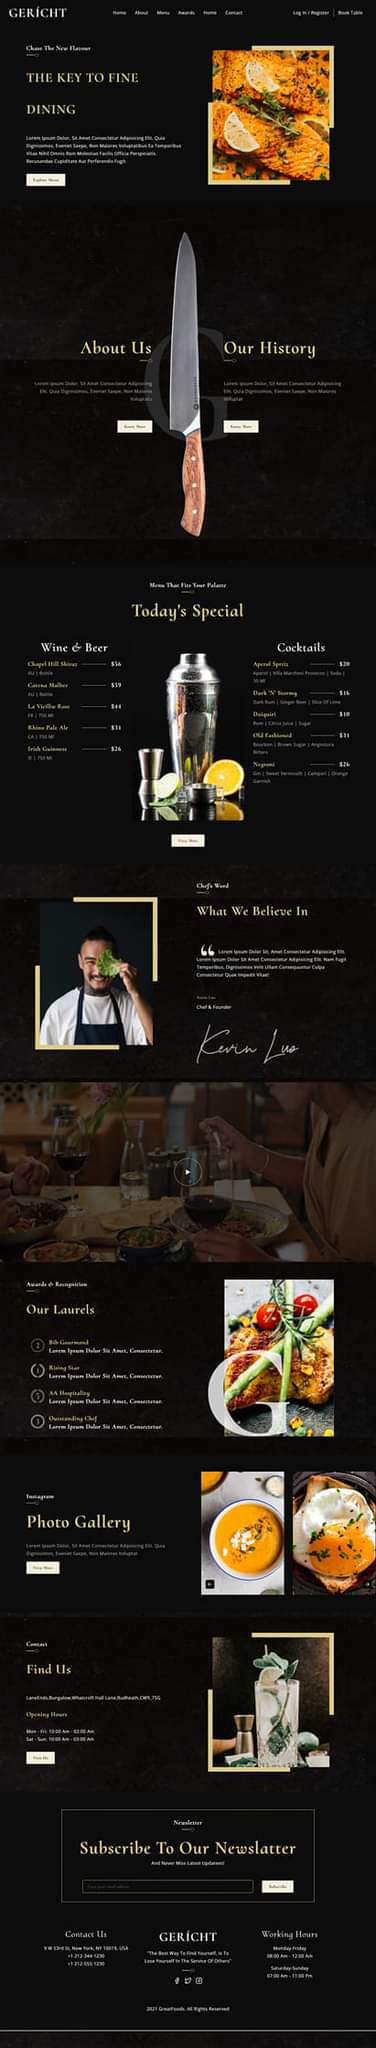 GERÍCHT
Home About Menu Awards Home Contact
Log In / Register Book Table
Chase The New Flavour
THE KEY TO FINE
DINING
Lorem Ipsum Dolor, Sit Amet Consectetur Adipisicing Elit. Quia
Dignissimos, Eveniet Saepe, Non Maiores Voluptatibus Ea Temporibus
Vitae Nihil Omnis Rem Molestias Facilis Officia Perspiciatis
Recusandae Cupiditate Aut Perferendis Fugit
Explore Menu
G
About Us
Lorem Ipsum Dolor, Sit Amet Consectetur Adipisicing
Elit. Quia Dignissimos, Eveniet Saepe, Non Maiores
Voluptatu
Know More
Our History
Lorem Ipsum Dolor, Sit Amet Consectetur Adipisicing
Elit. Quia Dignissimos, Eveniet Saepe, Non Maiores
Voluptat
Know More
Menu That Fits Your Palatte
Today's Special
Wine & Beer
Chapel Hill Shiraz $56
AU | Bottle
Catena Malbee $59
AU | Bottle
La Vieillw Rose $44
FR | 750 Ml
Rhino Pale Ale $31
CA | 750 Ml
Irish Guinness $26
IE | 750 Ml
Cocktails
Aperol Spritz $20
Aperol | Villa Marchesi Prosecco | Soda |
30 Ml
Dark 'N' Stormy $16
Dark Rum | Ginger Beer | Slice Of Lime
Daiquiri $10
Rum | Citrus Juice | Sugar
Old Fashioned $31
Bourbon | Brown Sugar | Angostura
Bitters
Negroni $26
Gin | Sweet Vermouth | Campari | Orange
Garnish
View More
Chef's Word
What We Believe In
Lorem Ipsum Dolor Sit, Amet Consectetur Adipisicing Elit.
Lorem Ipsum Dolor Sit Amet Consectetur Adipisicing Elit. Nam Fugit
Temporibus, Dignissimos Velit Ullam Consequuntur Culpa
Consectetur Quae Impedit Vitae!
Kevin Luo
Chef & Founder
Kevin Luo
Awards & Recognition
Our Laurels
2
Bib Gourmond
Lorem Ipsum Dolor Sit Amet, Consectetur.
1
Rising Star
Lorem Ipsum Dolor Sit Amet, Consectetur.
5
AA Hospitality
Lorem Ipsum Dolor Sit Amet, Consectetur.
3
Outstanding Chef
Lorem Ipsum Dolor Sit Amet, Consectetur.
G
Instagram
Photo Gallery
Lorem Ipsum Dolor, Sit Amet Consectetur Adipisicing Elit. Quia
Dignissimos, Eveniet Saepe, Non Maiores Voluptat
View More
Contact
Find Us
LaneEnds,Bungalow,Whatcroft Hall Lane,Rudheath,CW9,7SG
Opening Hours
Mon - Fri: 10:00 Am - 02:00 Am
Sat - Sun: 10:00 Am - 03:00 Am
Visit Us
Newsletter
Subscribe To Our Newslatter
And Never Miss Latest Updates!
Enter your email address
Subscribe
Contact Us
9 W 53rd St, New York, NY 10019, USA
+1 212-344-1230
+1 212-555-1230
GERÍCHT
"The Best Way To Find Yourself, Is To
Lose Yourself In The Service Of Others"
Working Hours
Monday-Friday
08:00 Am - 12:00 Am
Saturday-Sunday
07:00 Am - 11:00 Pm
2021 GreatFoods. All Rights Reserved